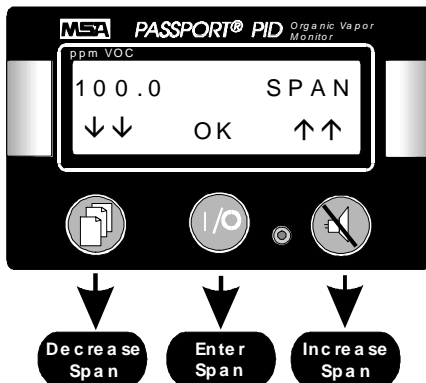 MSA PASSPORT® PID Organic Vapor Monitor
ppm VOC
100.0 SPAN
↓↓ OK ↑↑
I/O
Decrease Span
Enter Span
Increase Span